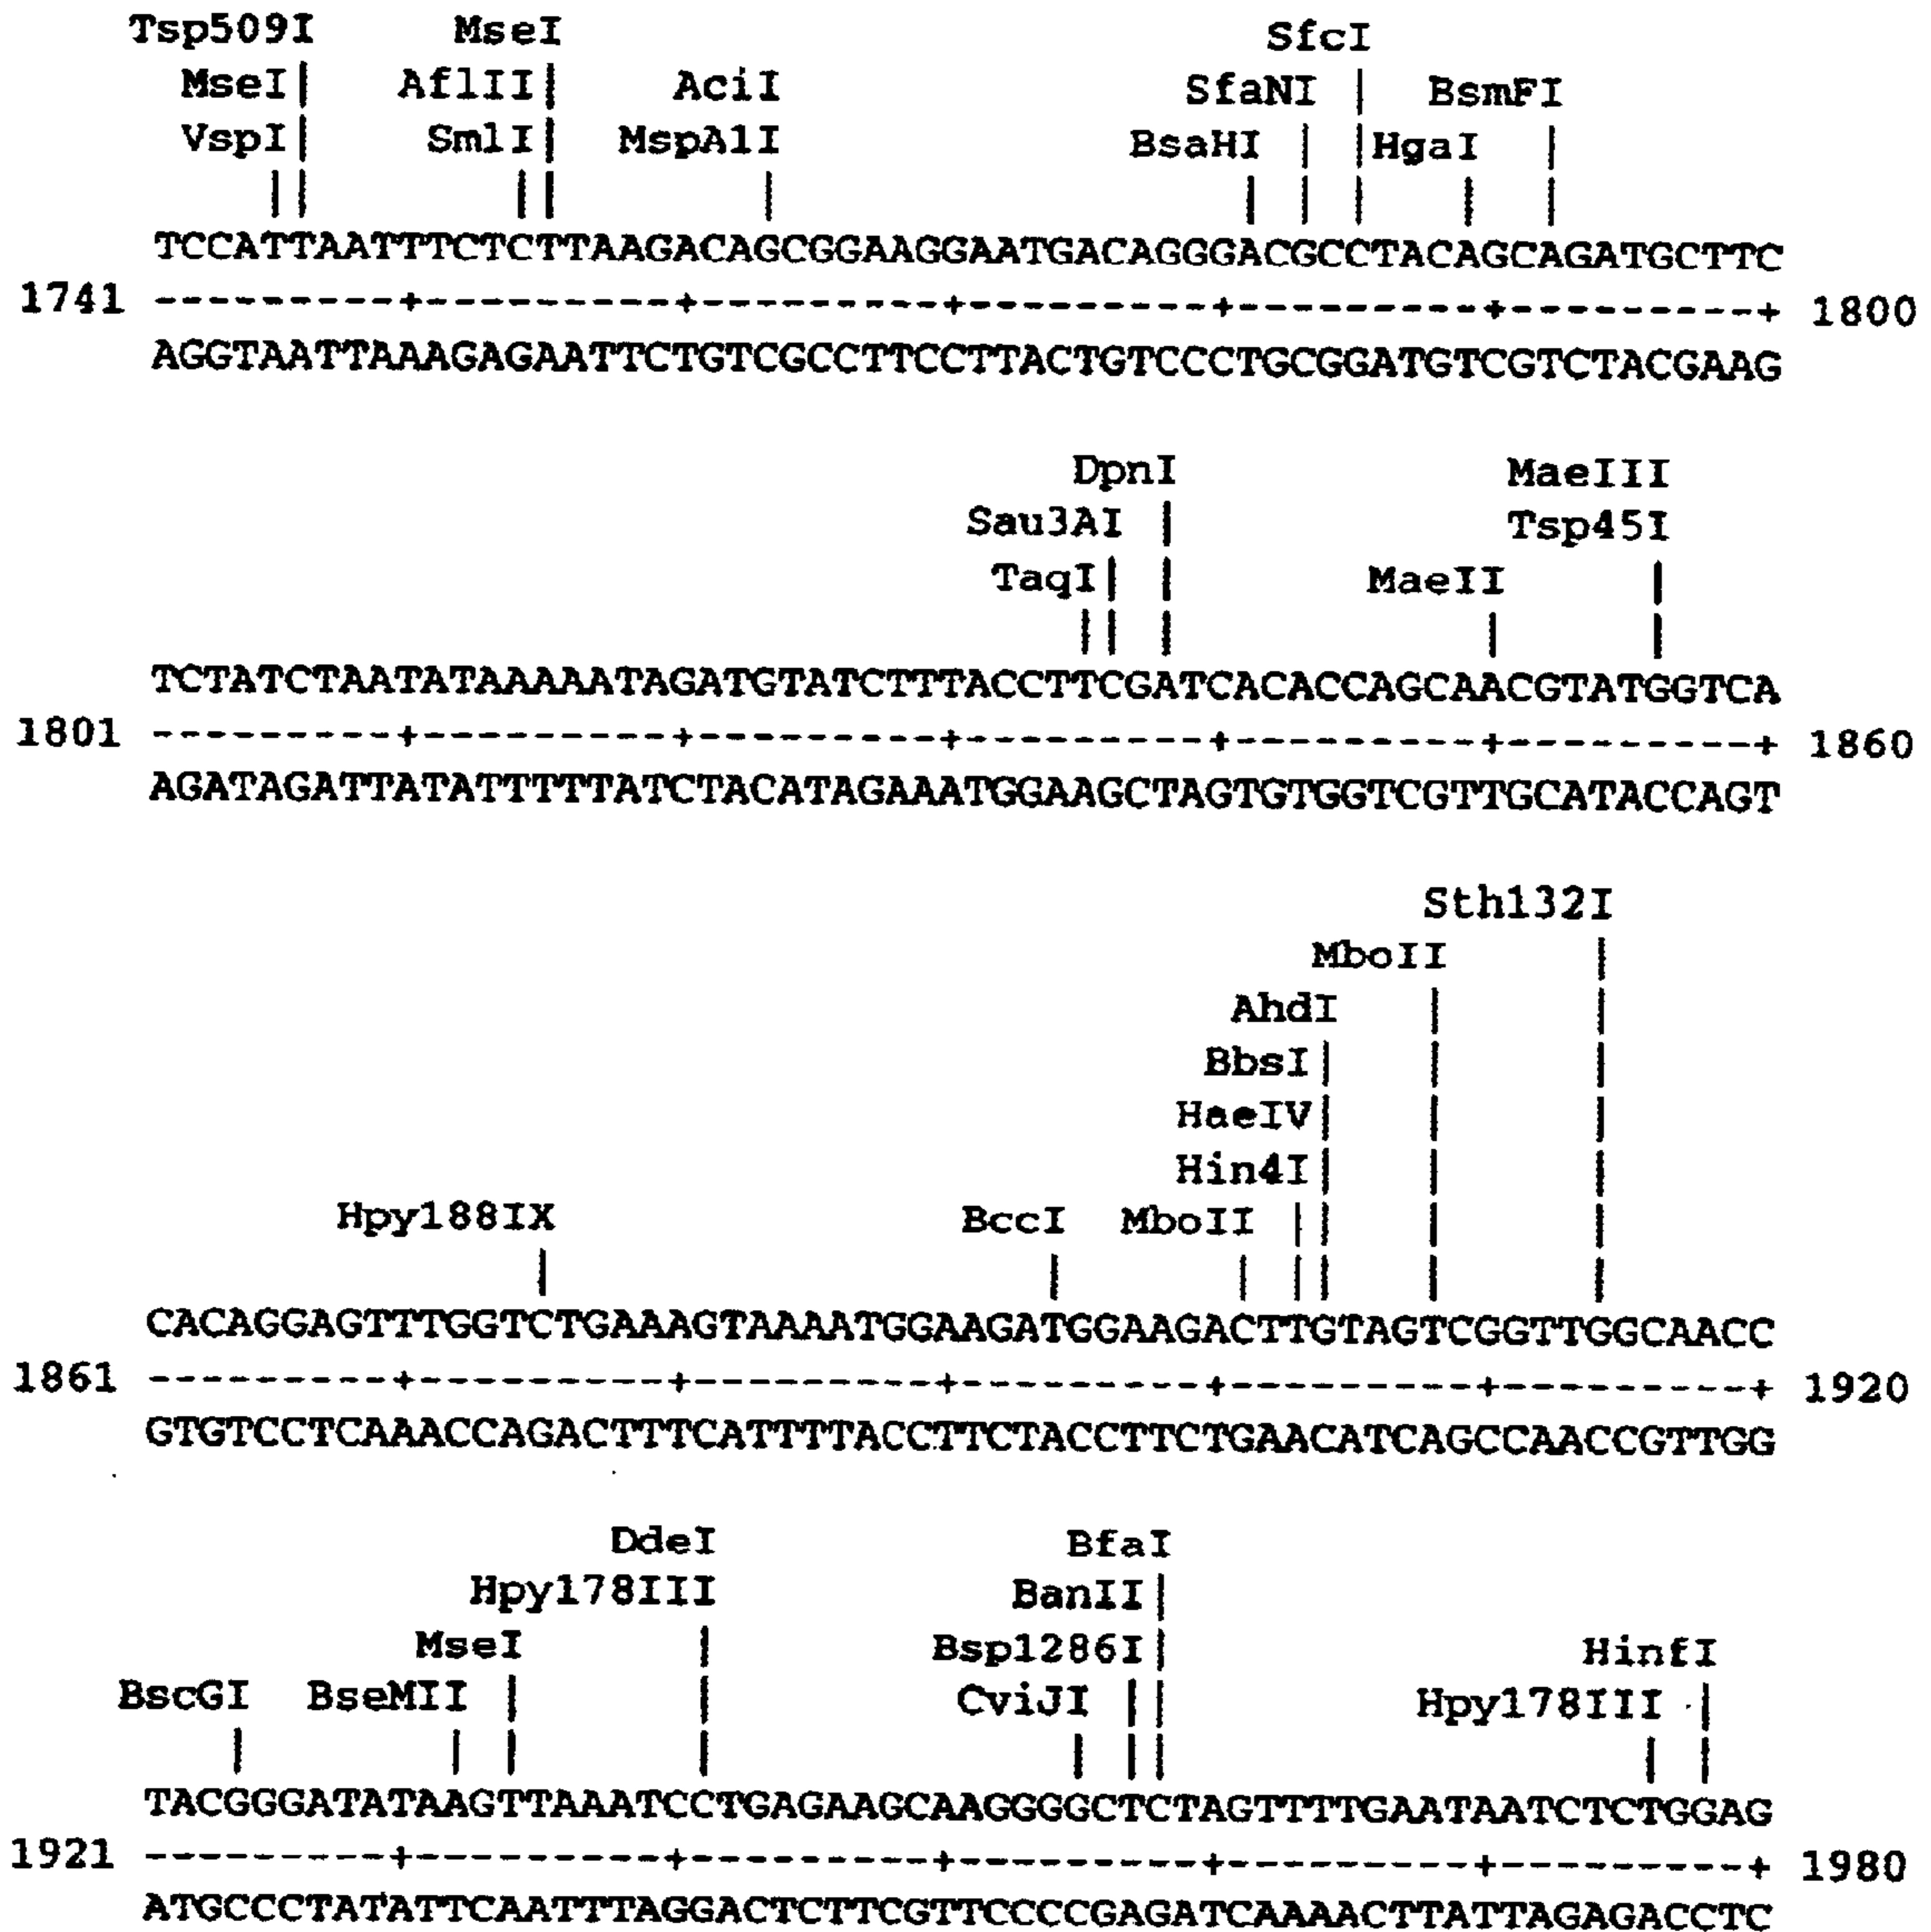 Tsp509I MseI SfcI
MseI| AflII| AciI SfaNI | BsmFI
VspI| SmlI| MspA1I BsaHI | |HgaI |
|| || | | | | | |
TCCATTAATTTCTCTTAAGACAGCGGAAGGAATGACAGGGACGCCTACAGCAGATGCTTC
1741 ---------+---------+---------+---------+---------+---------+ 1800
AGGTAATTAAAGAGAATTCTGTCGCCTTCCTTACTGTCCCTGCGGATGTCGTCTACGAAG
DpnI MaeIII
Sau3AI | Tsp45I
TaqI| | MaeII |
|| | | |
TCTATCTAATATAAAAATAGATGTATCTTTACCTTCGATCACACCAGCAACGTATGGTCA
1801 ---------+---------+---------+---------+---------+---------+ 1860
AGATAGATTATATTTTTATCTACATAGAAATGGAAGCTAGTGTGGTCGTTGCATACCAGT
Sth132I
MboII |
AhdI | |
BbsI| | |
HaeIV| | |
Hin4I| | |
Hpy188IX BccI MboII || | |
| | | || | |
CACAGGAGTTTGGTCTGAAAGTAAAATGGAAGATGGAAGACTTGTAGTCGGTTGGCAACC
1861 ---------+---------+---------+---------+---------+---------+ 1920
GTGTCCTCAAACCAGACTTTCATTTTACCTTCTACCTTCTGAACATCAGCCAACCGTTGG
DdeI BfaI
Hpy178III BanII|
MseI | Bsp1286I| HinfI
BscGI BseMII | | CviJI || Hpy178III |
| | | | | || | |
TACGGGATATAAGTTAAATCCTGAGAAGCAAGGGGCTCTAGTTTTGAATAATCTCTGGAG
1921 ---------+---------+---------+---------+---------+---------+ 1980
ATGCCCTATATTCAATTTAGGACTCTTCGTTCCCCGAGATCAAAACTTATTAGAGACCTC